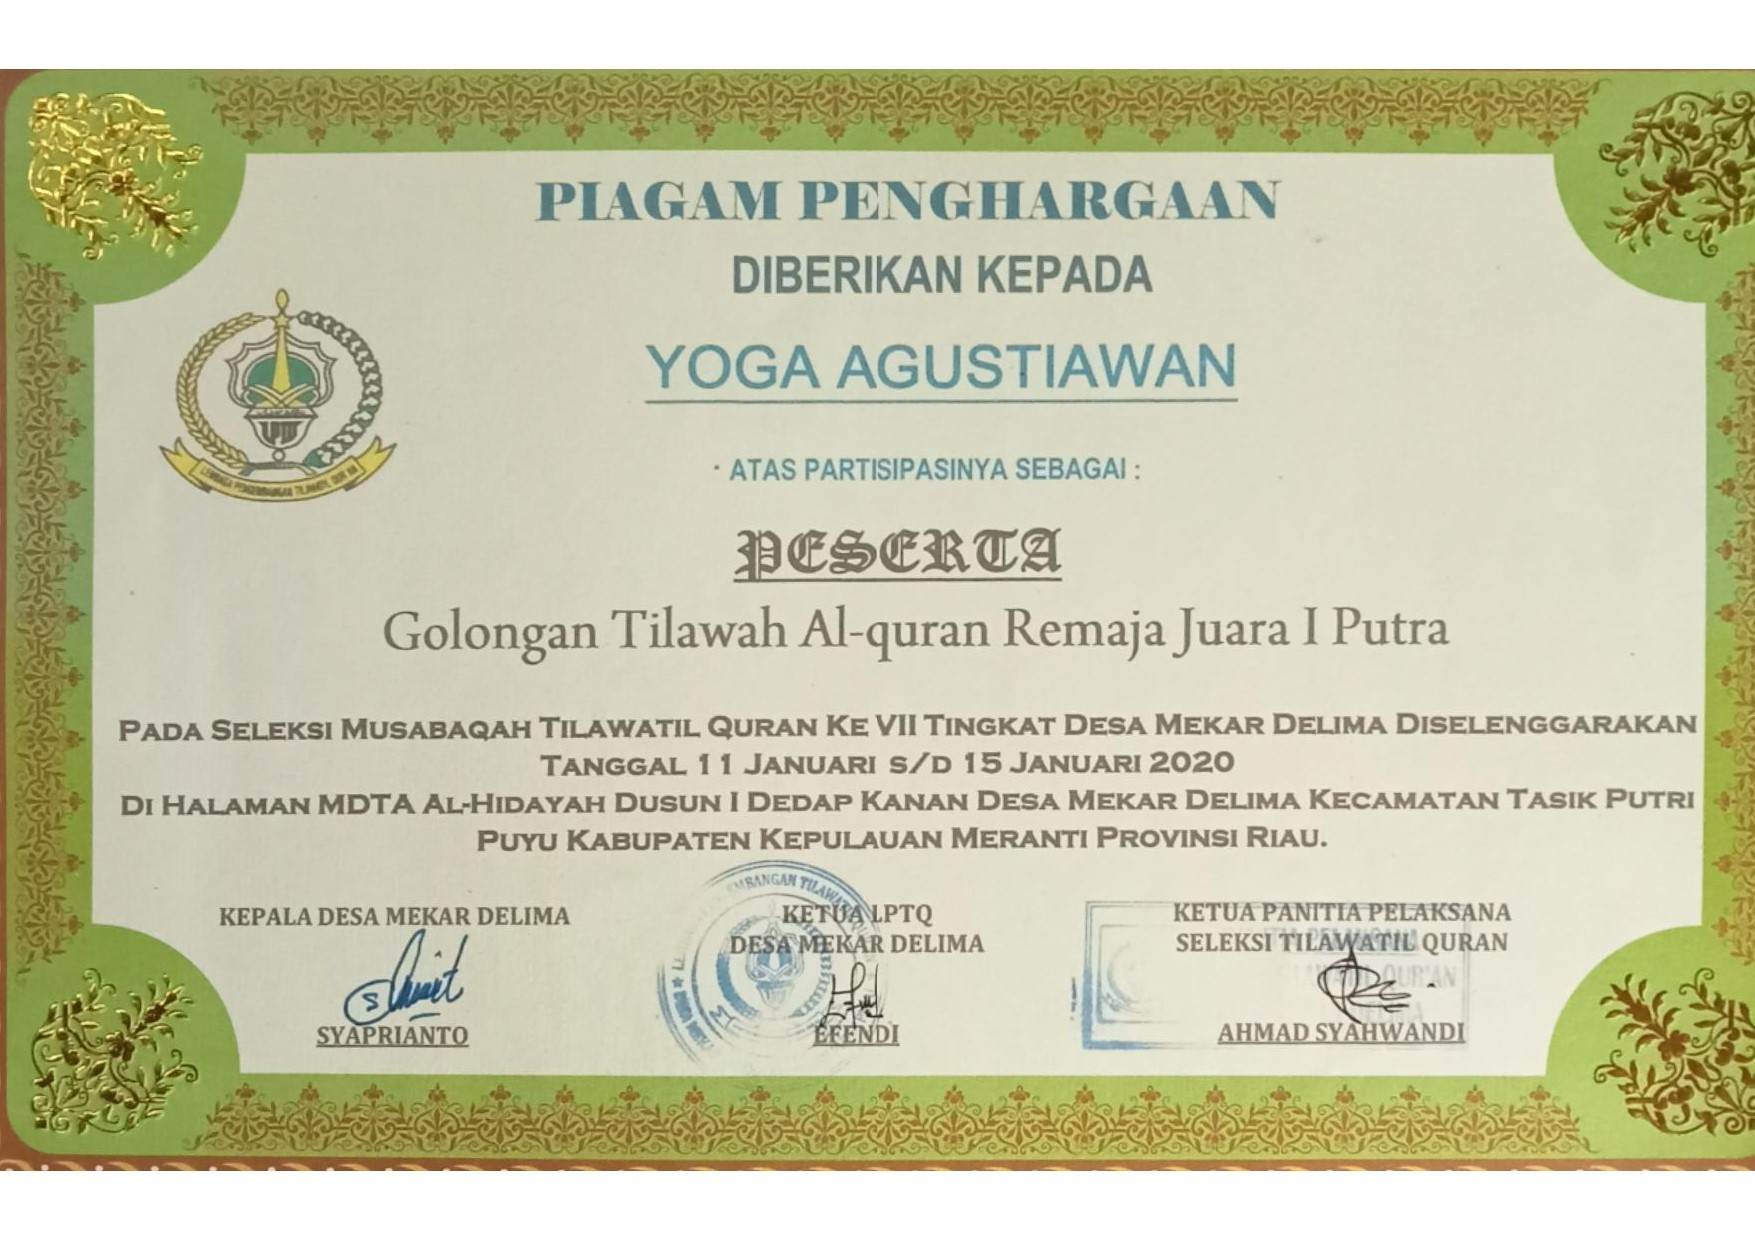 PIAGAM PENGHARGAAN
DIBERIKAN KEPADA
YOGA AGUSTIAWAN
ATAS PARTISIPASINYA SEBAGAI :
PESERTA
Golongan Tilawah Al-quran Remaja Juara I Putra
PADA SELEKSI MUSABAQAH TILAWATIL QURAN KE VII TINGKAT DESA MEKAR DELIMA DISELENGGARAKAN
TANGGAL 11 JANUARI S/D 15 JANUARI 2020
DI HALAMAN MDTA AL-HIDAYAH DUSUN I DEDAP KANAN DESA MEKAR DELIMA KECAMATAN TASIK PUTRI
PUYU KABUPATEN KEPULAUAN MERANTI PROVINSI RIAU.
KEPALA DESA MEKAR DELIMA
SYAPRIANTO
KETUA LPTQ
DESA MEKAR DELIMA
EFENDI
KETUA PANITIA PELAKSANA
SELEKSI TILAWATIL QURAN
AHMAD SYAHWANDI